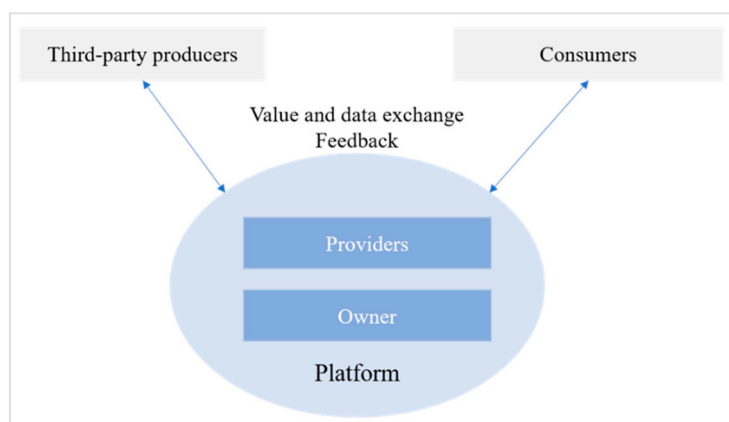 Third-party producers
Consumers
Value and data exchange
Feedback
Providers
Owner
Platform